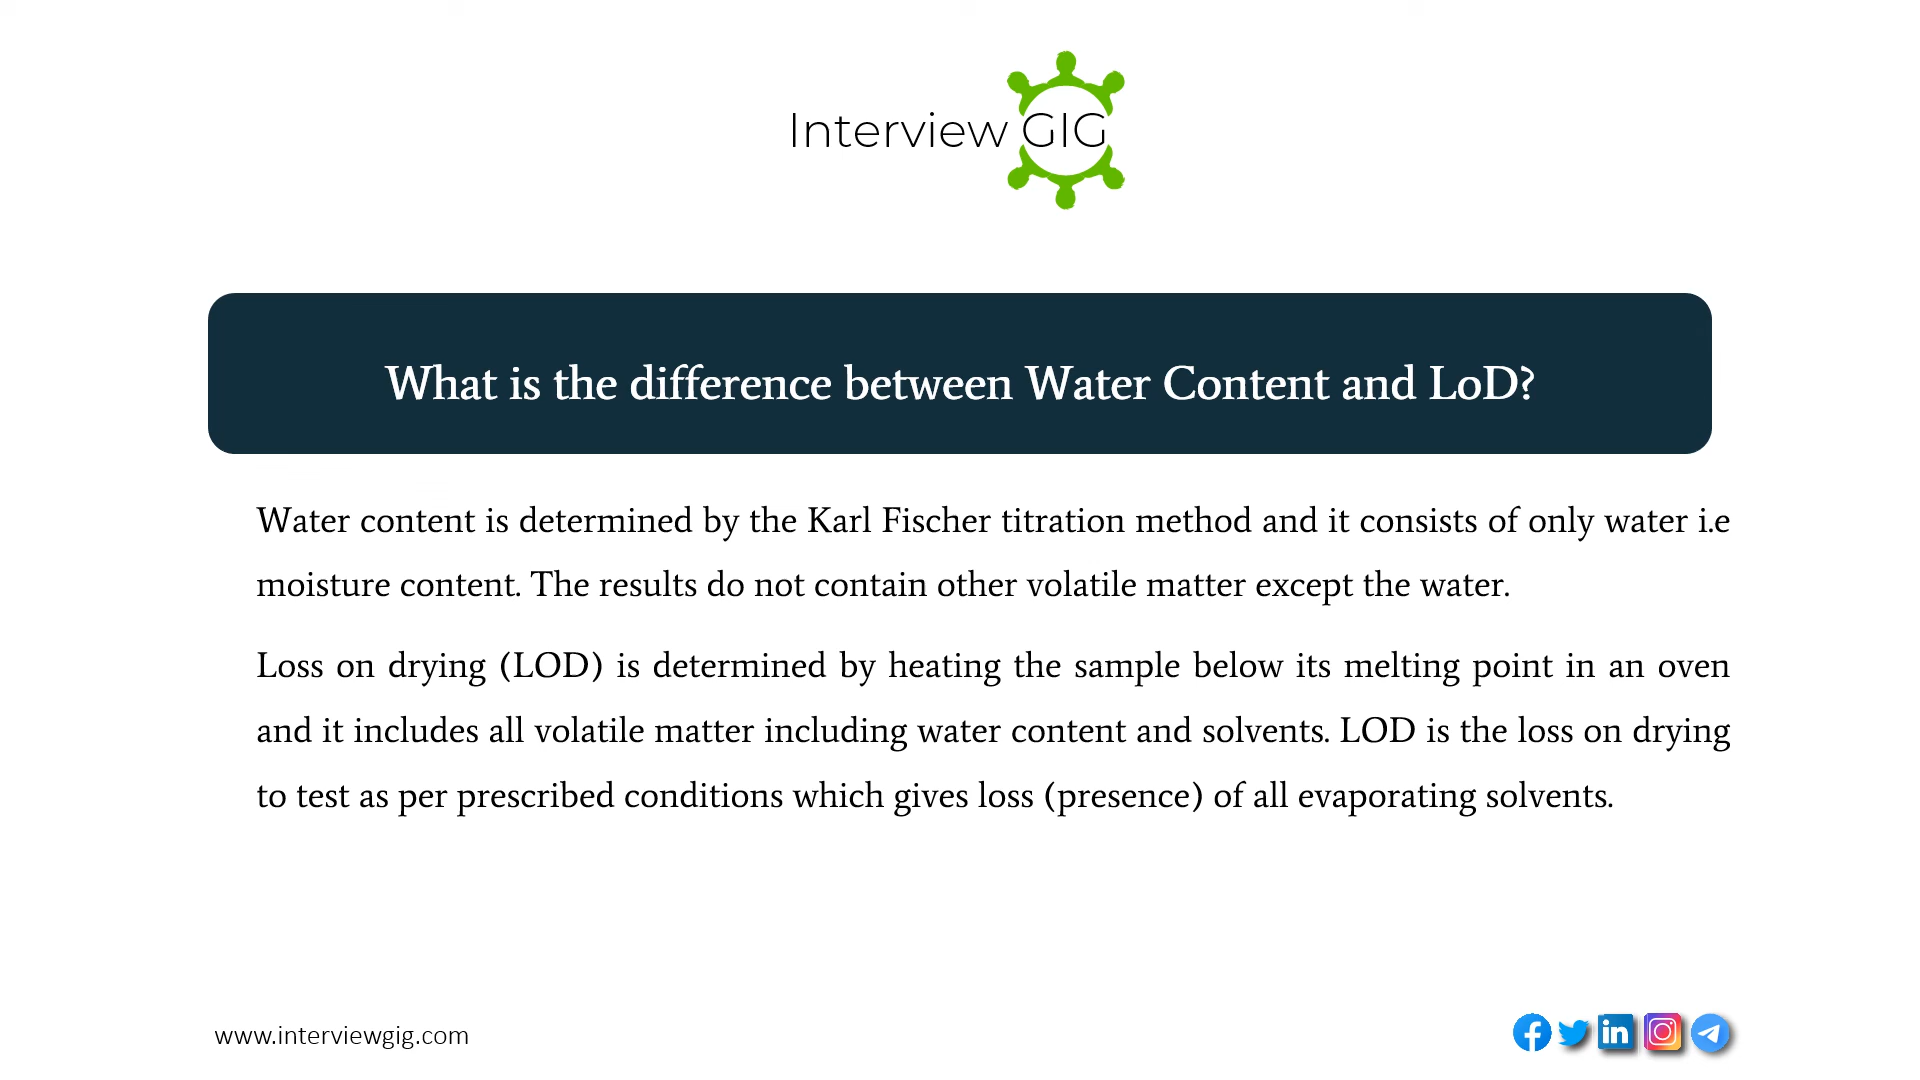 Interview GIG
What is the difference between Water Content and LoD?
Water content is determined by the Karl Fischer titration method and it consists of only water i.e
moisture content. The results do not contain other volatile matter except the water.
Loss on drying (LOD) is determined by heating the sample below its melting point in an oven
and it includes all volatile matter including water content and solvents. LOD is the loss on drying
to test as per prescribed conditions which gives loss (presence) of all evaporating solvents.
www.interviewgig.com